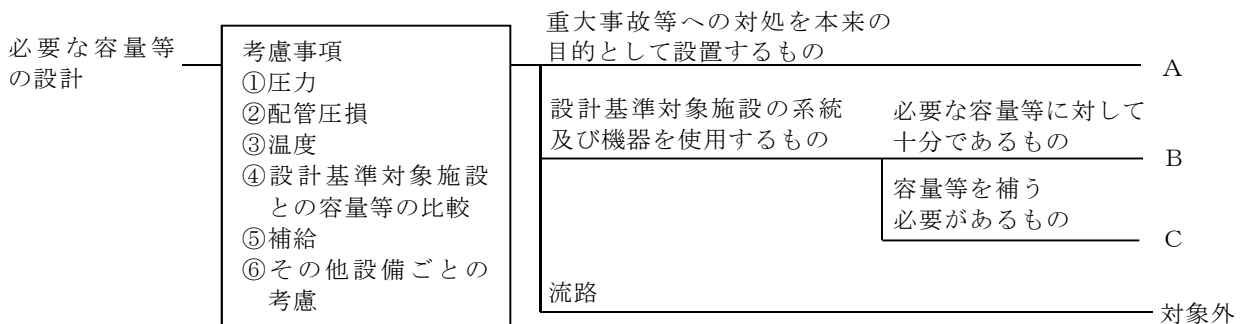 必要な容量等
の設計
考慮事項
①圧力
②配管圧損
③温度
④設計基準対象施設
との容量等の比較
⑤補給
⑥その他設備ごとの
考慮
重大事故等への対処を本来の
目的として設置するもの
A
設計基準対象施設の系統
及び機器を使用するもの
必要な容量等に対して
十分であるもの
B
容量等を補う
必要があるもの
C
流路
対象外